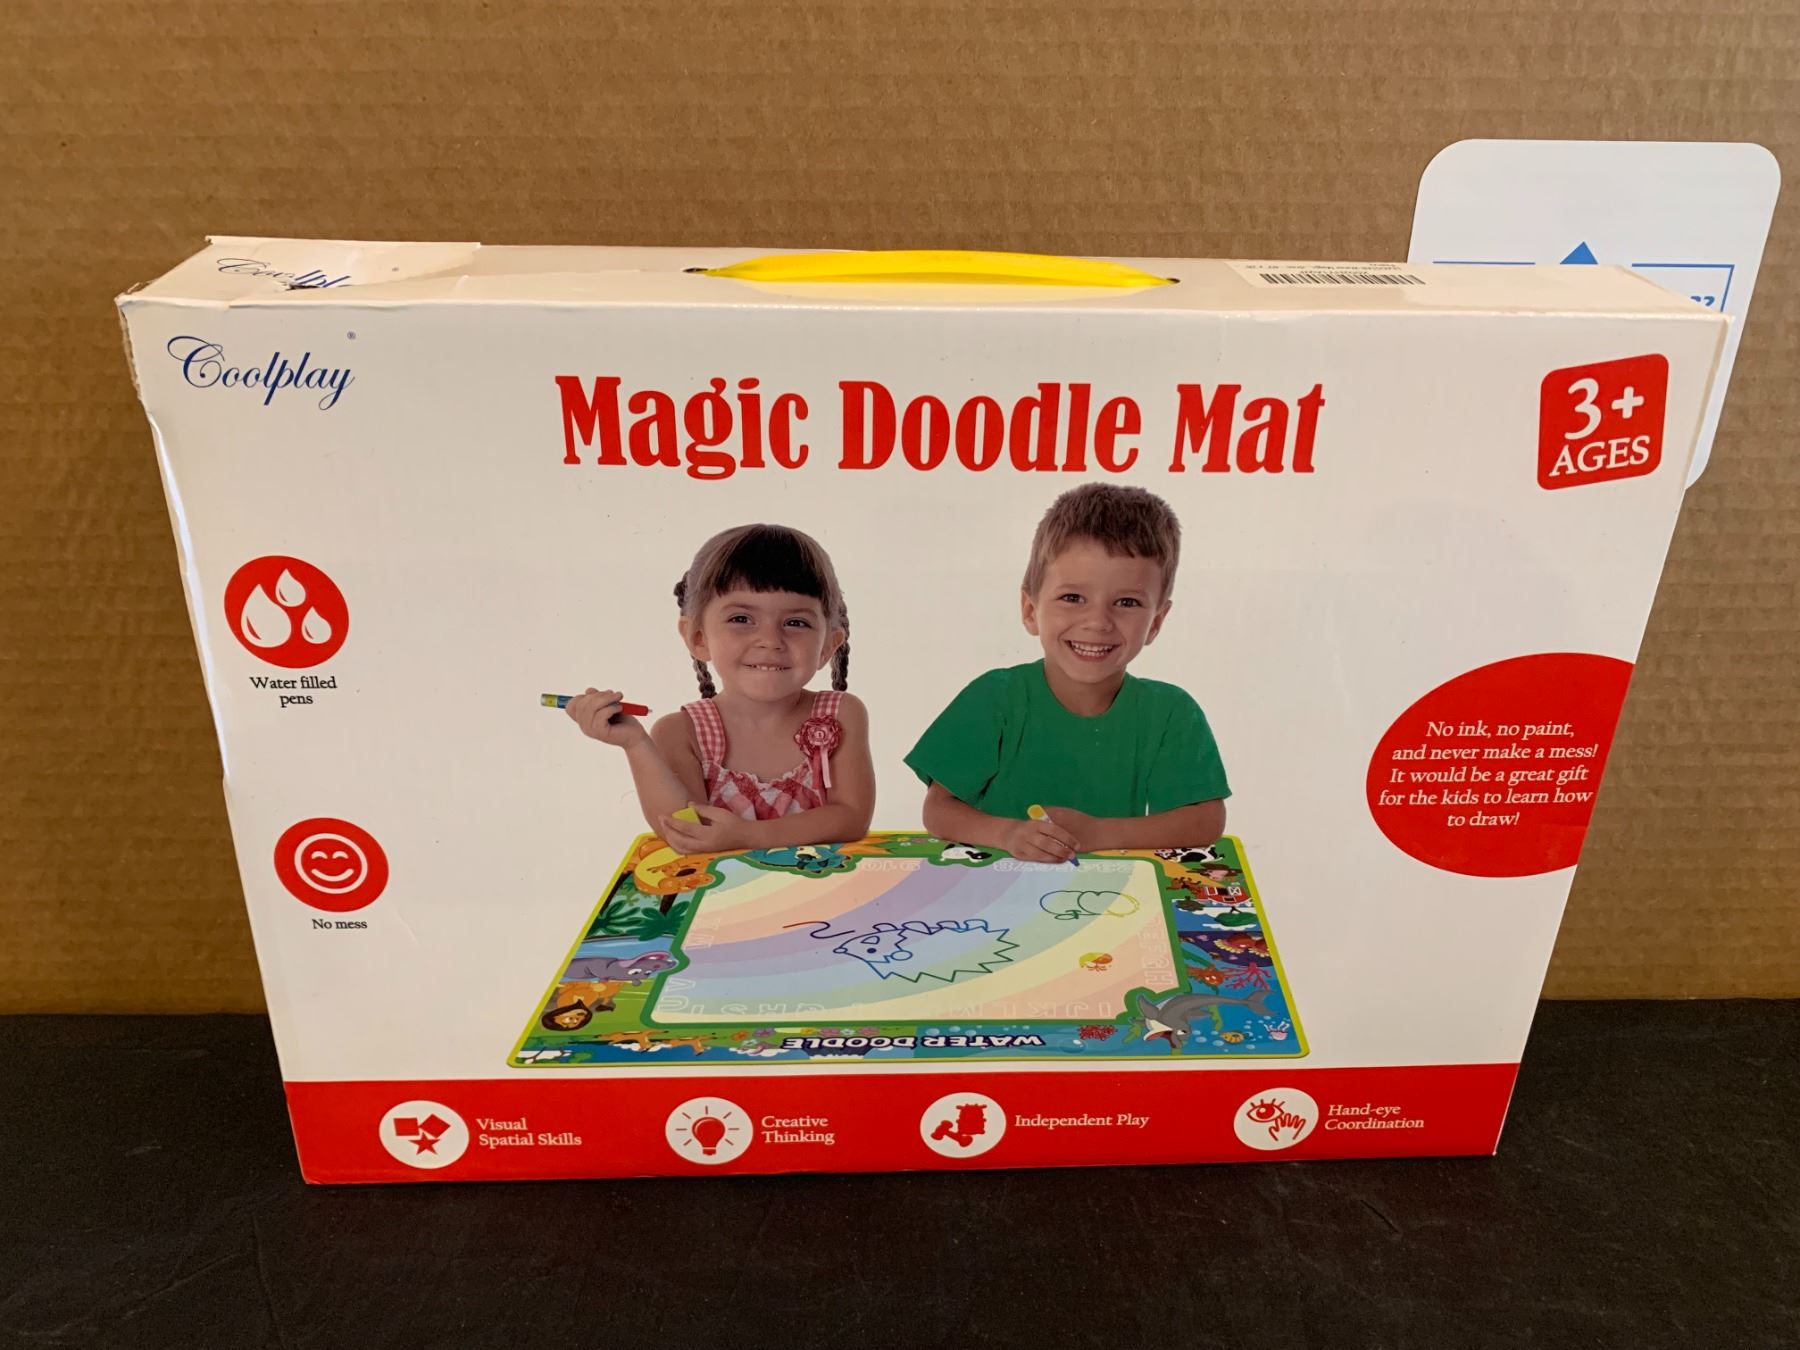 Coolplay
Coolplay®
Magic Doodle Mat
3+
AGES
Water filled
pens
No mess
No ink, no paint,
and never make a mess!
It would be a great gift
for the kids to learn how
to draw!
WATER DOODLE
Visual
Spatial Skills
Creative
Thinking
Independent Play
Hand-eye
Coordination